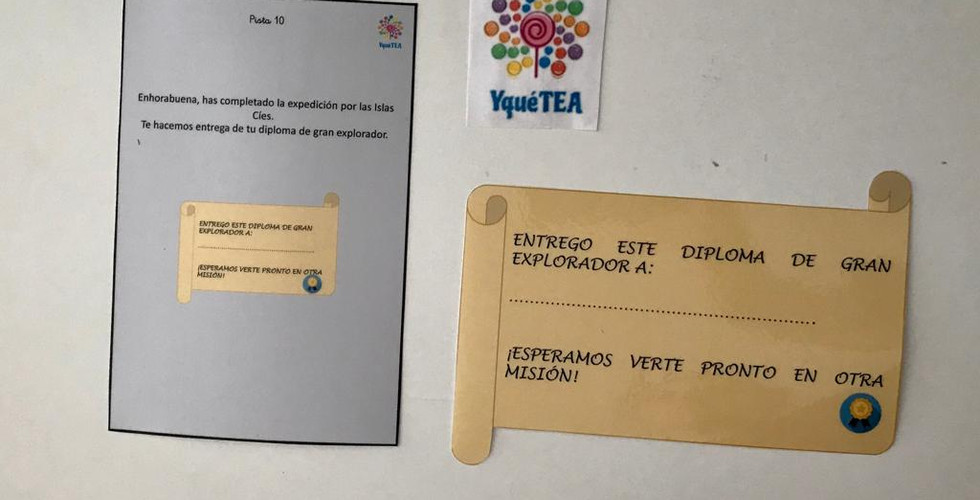 Pista 10
YquéTEA
Enhorabuena, has completado la expedición por las Islas
Cíes.
Te hacemos entrega de tu diploma de gran explorador.
ENTREGO ESTE DIPLOMA DE GRAN
EXPLORADOR A:
¡ESPERAMOS VERTE PRONTO EN OTRA
MISIÓN!
YquéTEA
ENTREGO ESTE DIPLOMA DE GRAN
EXPLORADOR A:
¡ESPERAMOS VERTE PRONTO EN OTRA
MISIÓN!